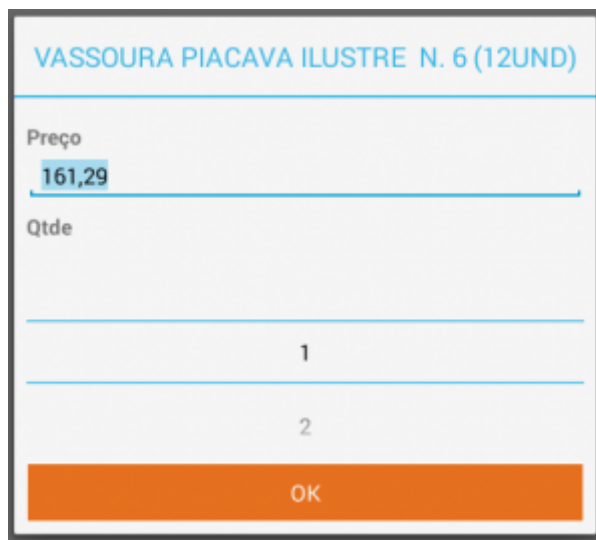 VASSOURA PIACAVA ILUSTRE N. 6 (12UND)
Preço
161,29
Qtde
1
2
OK